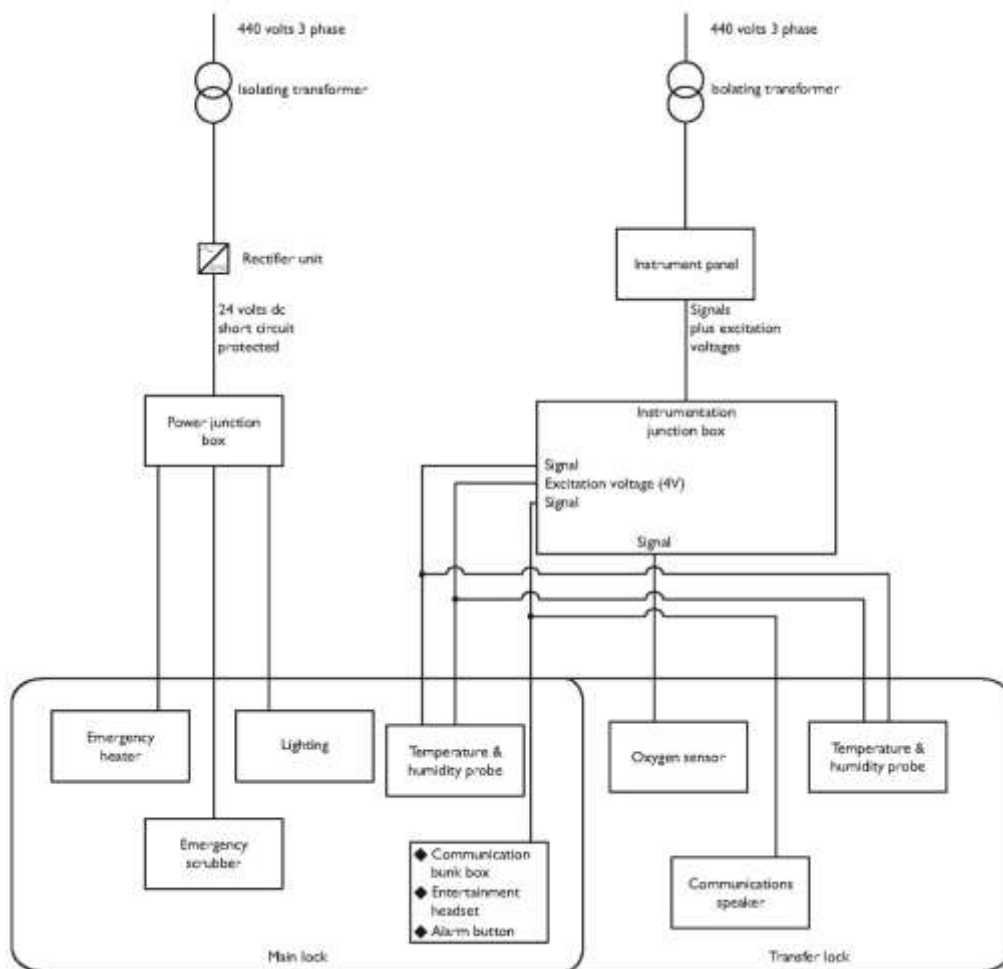 440 volts 3 phase
Isolating transformer
Rectifier unit
24 volts dc
short circuit
protected
Power junction
box
440 volts 3 phase
Isolating transformer
Instrument panel
Signals
plus excitation
voltages
Instrumentation
junction box
Signal
Excitation voltage (4V)
Signal
Signal
Emergency
heater
Lighting
Temperature &
humidity probe
Oxygen sensor
Temperature &
humidity probe
Emergency
scrubber
◆ Communication
bunk box
◆ Entertainment
headset
◆ Alarm button
Communications
speaker
Main lock
Transfer lock